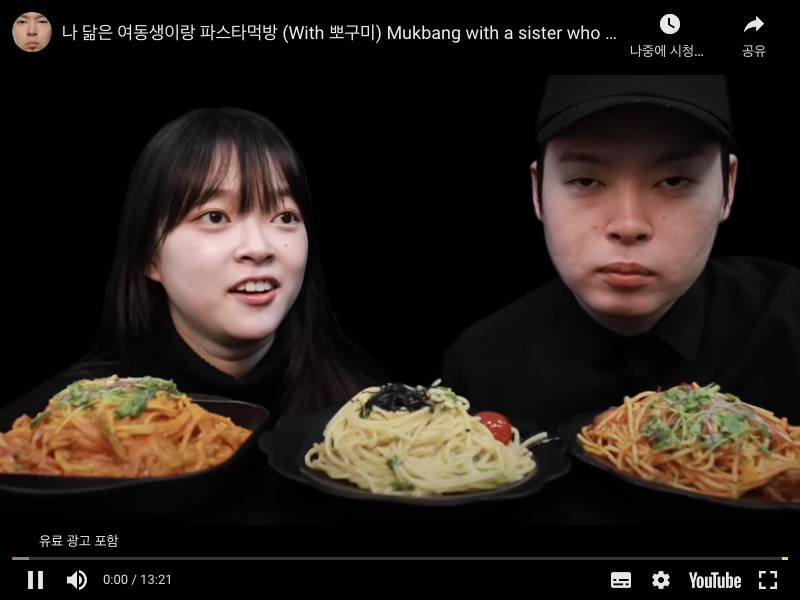 나 닮은 여동생이랑 파스타먹방 (With 뽀구미) Mukbang with a sister who ...
나중에 시청...
공유
유료 광고 포함
0:00 / 13:21
YouTube